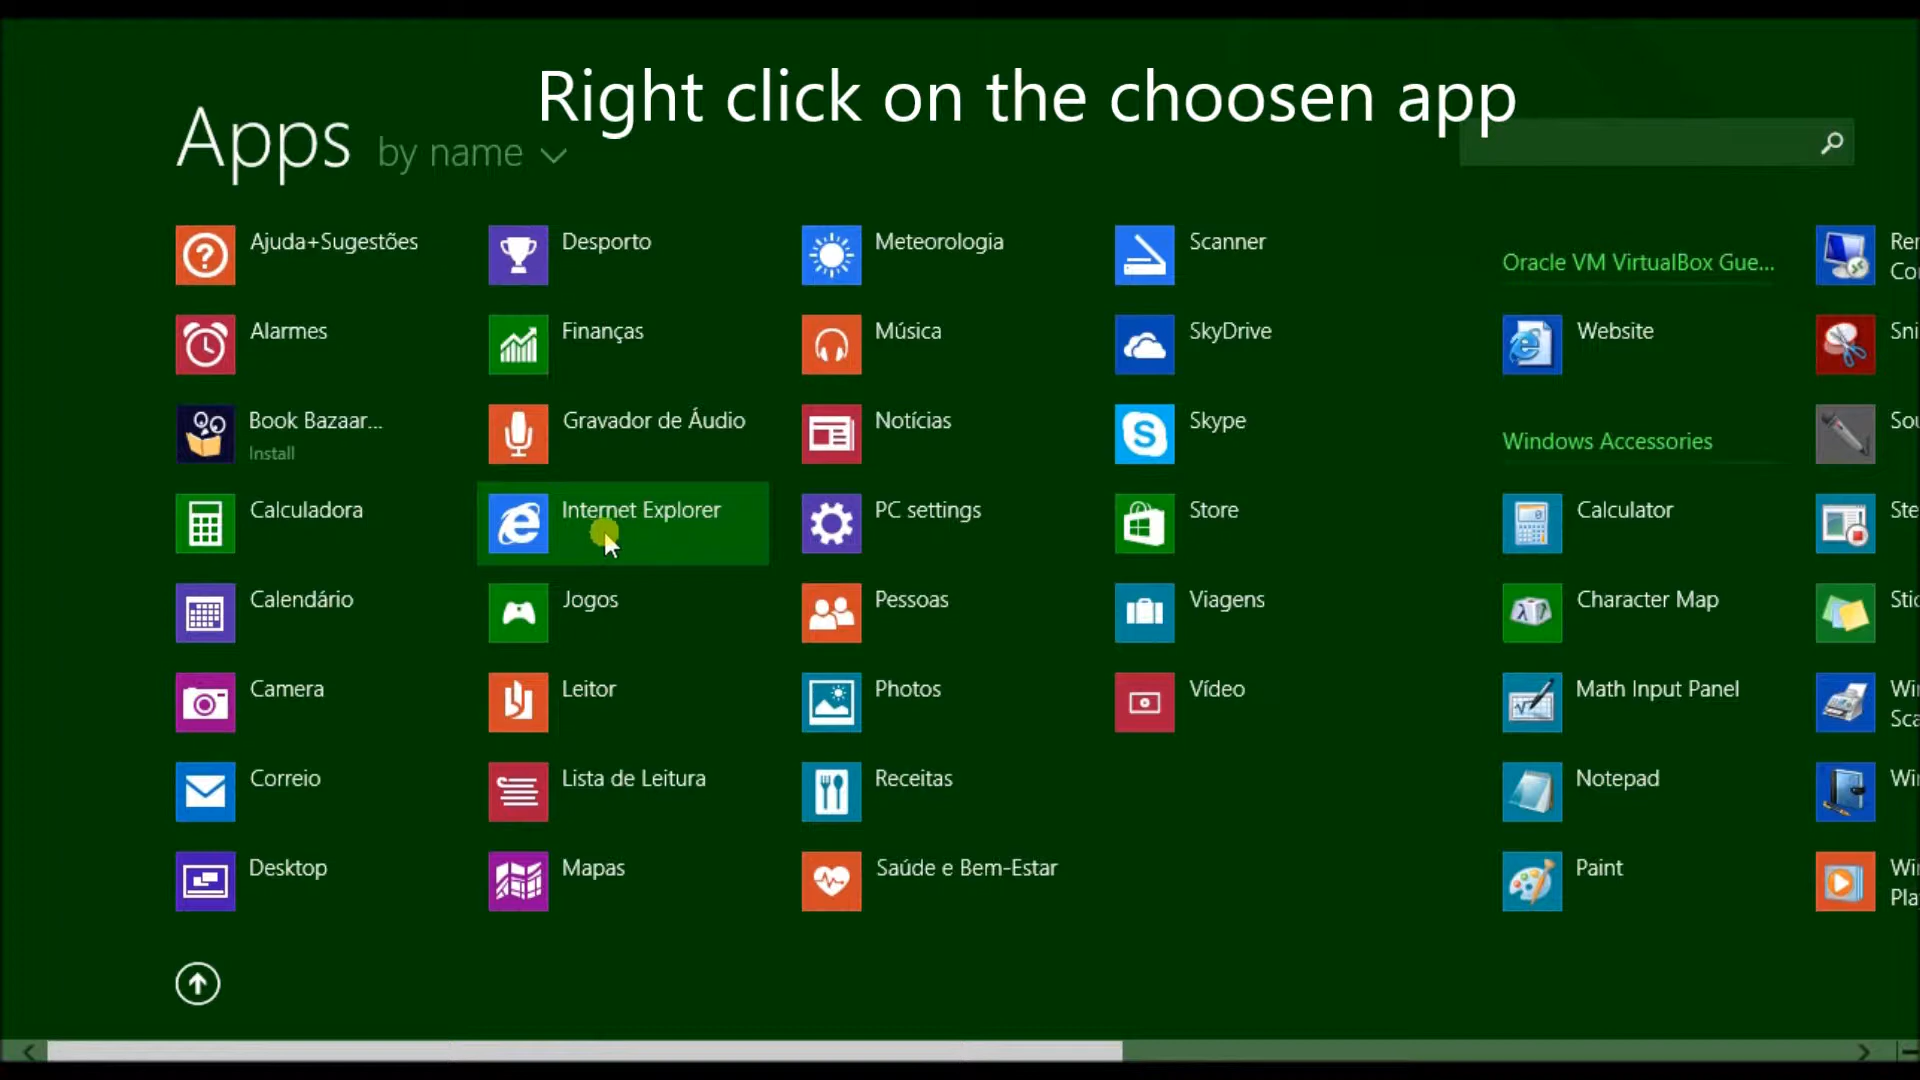 Right click on the choosen app
Apps by name
Ajuda+Sugestões
Alarmes
Book Bazaar...
Install
Calculadora
Calendário
Camera
Correio
Desktop
Desporto
Finanças
Gravador de Áudio
Internet Explorer
Jogos
Leitor
Lista de Leitura
Mapas
Meteorologia
Música
Notícias
PC settings
Pessoas
Photos
Receitas
Saúde e Bem-Estar
Scanner
SkyDrive
Skype
Store
Viagens
Vídeo
Oracle VM VirtualBox Gue...
Website
Windows Accessories
Calculator
Character Map
Math Input Panel
Notepad
Paint